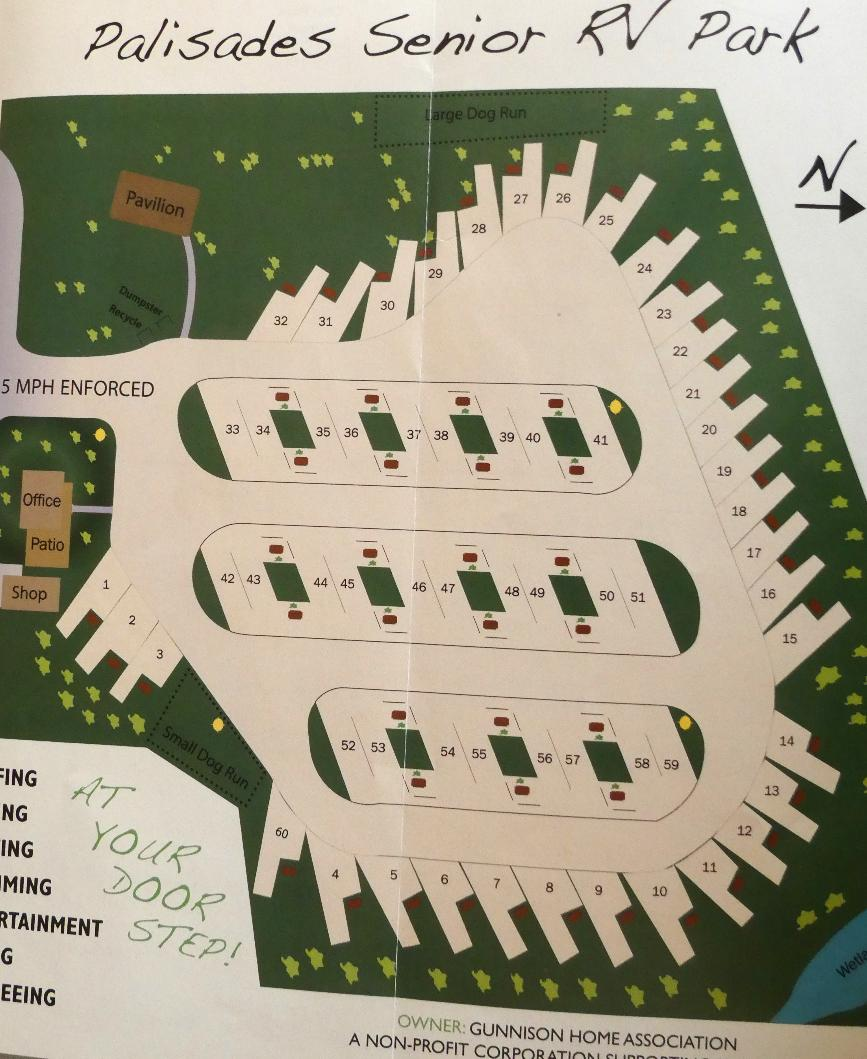 Palisades Senior RV Park
Large Dog Run
N
Pavilion
Dumpster
Recycle
27
26
28
25
29
24
30
23
32
31
22
5 MPH ENFORCED
21
33 34 35 36 37 38 39 40 41
20
19
Office
18
Patio
17
42 43 44 45 46 47 48 49 50 51
Shop
16
1
15
2
3
Small Dog Run
14
52 53 54 55 56 57 58 59
13
12
60
11
4
5
6
7
8
9
10
FING
NG
ING
MING
RTAINMENT
G
EEING
AT
YOUR
DOOR
STEP!
Wetla
OWNER: GUNNISON HOME ASSOCIATION
A NON-PROFIT CORPORATION SUPPORTIN